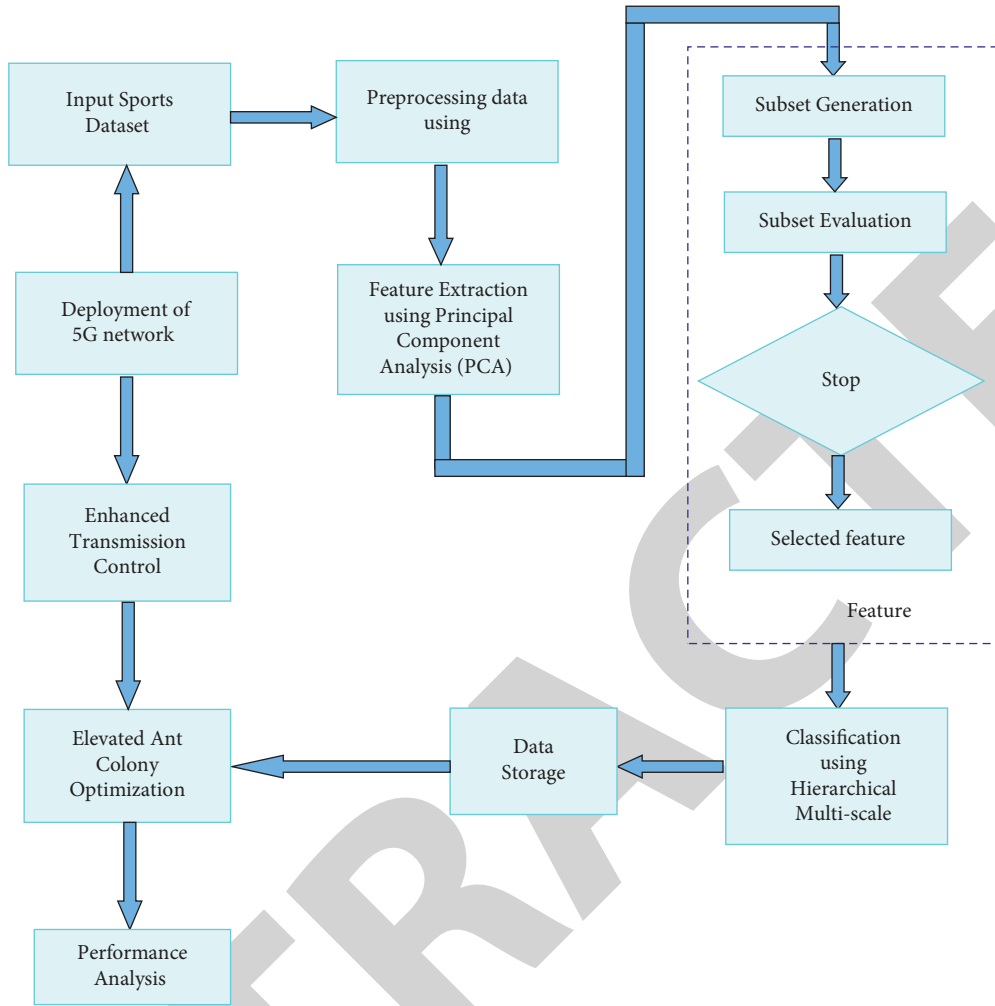 Input Sports
Dataset
Preprocessing data
using
Subset Generation
Subset Evaluation
Deployment of
5G network
Feature Extraction
using Principal
Component
Analysis (PCA)
Stop
Enhanced
Transmission
Control
Selected feature
Feature
Elevated Ant
Colony
Optimization
Data
Storage
Classification
using
Hierarchical
Multi-scale
Performance
Analysis
TRACTE